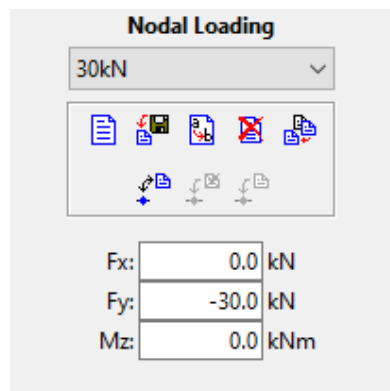 Nodal Loading
30kN
a
b
Fx: 0.0 kN
Fy: -30.0 kN
Mz: 0.0 kNm